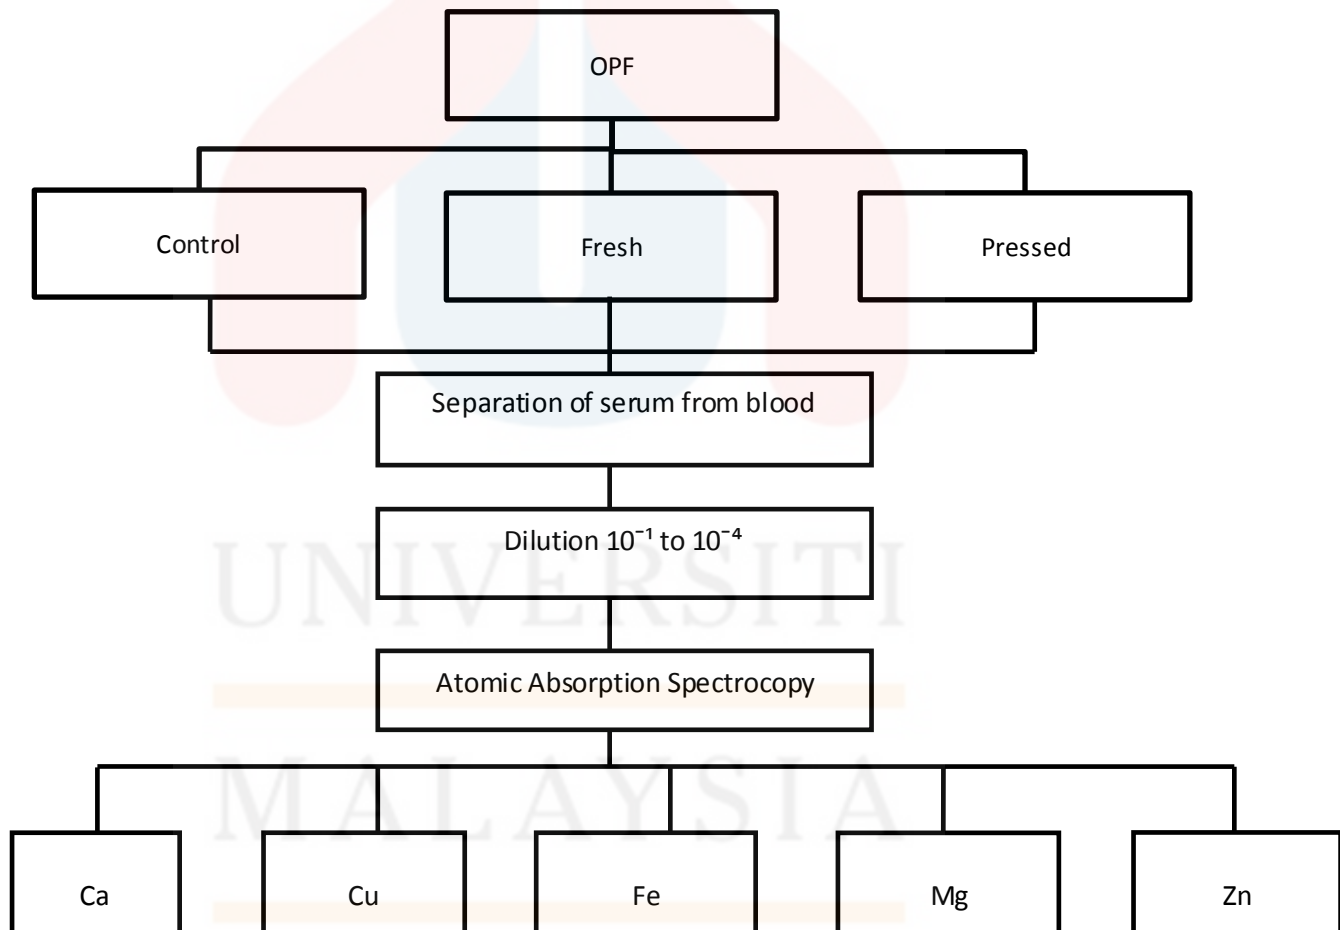 OPF
Control
Fresh
Pressed
Separation of serum from blood
Dilution 10⁻¹ to 10⁻⁴
Atomic Absorption Spectrocopy
Ca
Cu
Fe
Mg
Zn
UNIVERSITI
MALAYSIA